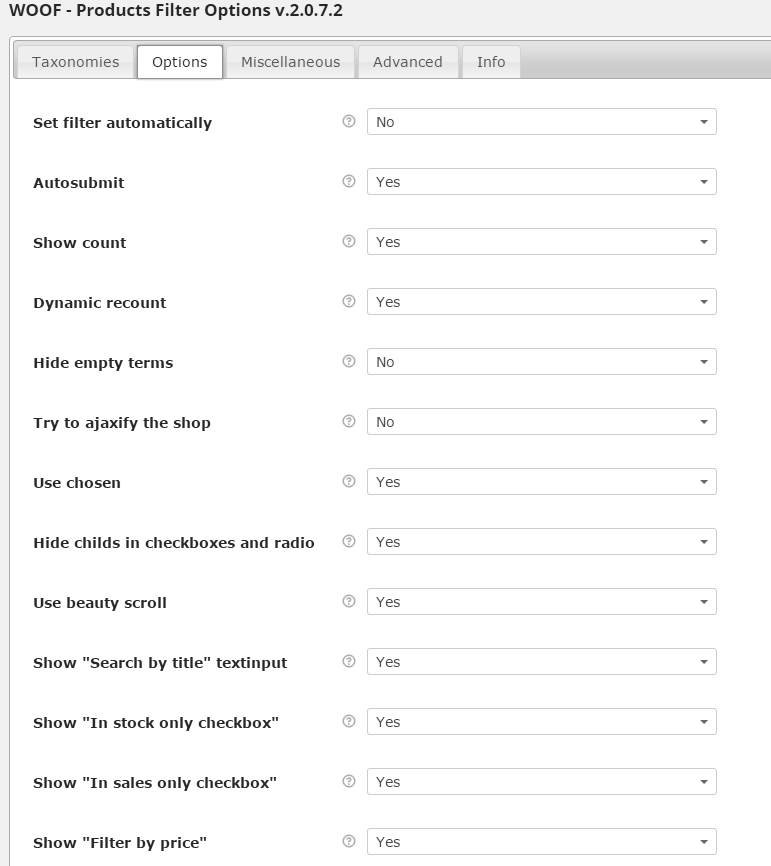 WOOF - Products Filter Options v.2.0.7.2
Taxonomies Options Miscellaneous Advanced Info
Set filter automatically ? No
Autosubmit ? Yes
Show count ? Yes
Dynamic recount ? Yes
Hide empty terms ? No
Try to ajaxify the shop ? No
Use chosen ? Yes
Hide childs in checkboxes and radio ? Yes
Use beauty scroll ? Yes
Show "Search by title" textinput ? Yes
Show "In stock only checkbox" ? Yes
Show "In sales only checkbox" ? Yes
Show "Filter by price" ? Yes